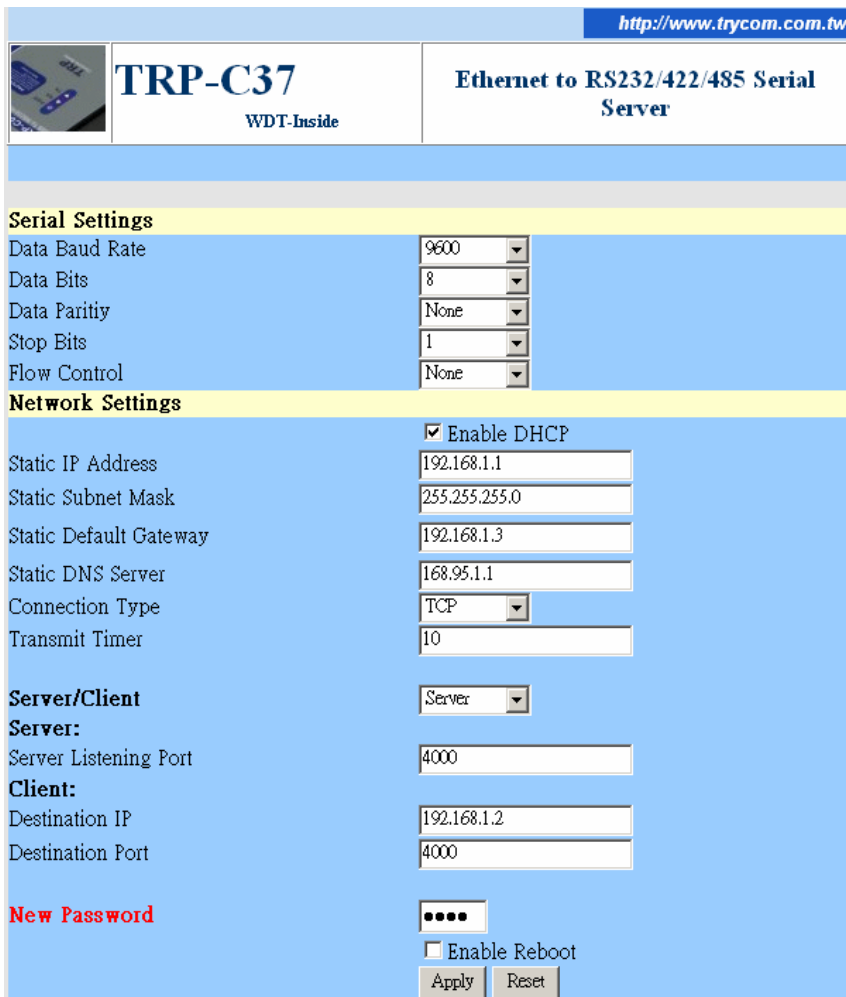 http://www.trycom.com.tw
TRP-C37
WDT-Inside
Ethernet to RS232/422/485 Serial
Server
TRP
Serial Settings
Data Baud Rate 9600
Data Bits 8
Data Paritiy None
Stop Bits 1
Flow Control None
Network Settings
Enable DHCP
Static IP Address 192.168.1.1
Static Subnet Mask 255.255.255.0
Static Default Gateway 192.168.1.3
Static DNS Server 168.95.1.1
Connection Type TCP
Transmit Timer 10
Server/Client Server
Server:
Server Listening Port 4000
Client:
Destination IP 192.168.1.2
Destination Port 4000
New Password ●●●●
Enable Reboot
Apply Reset